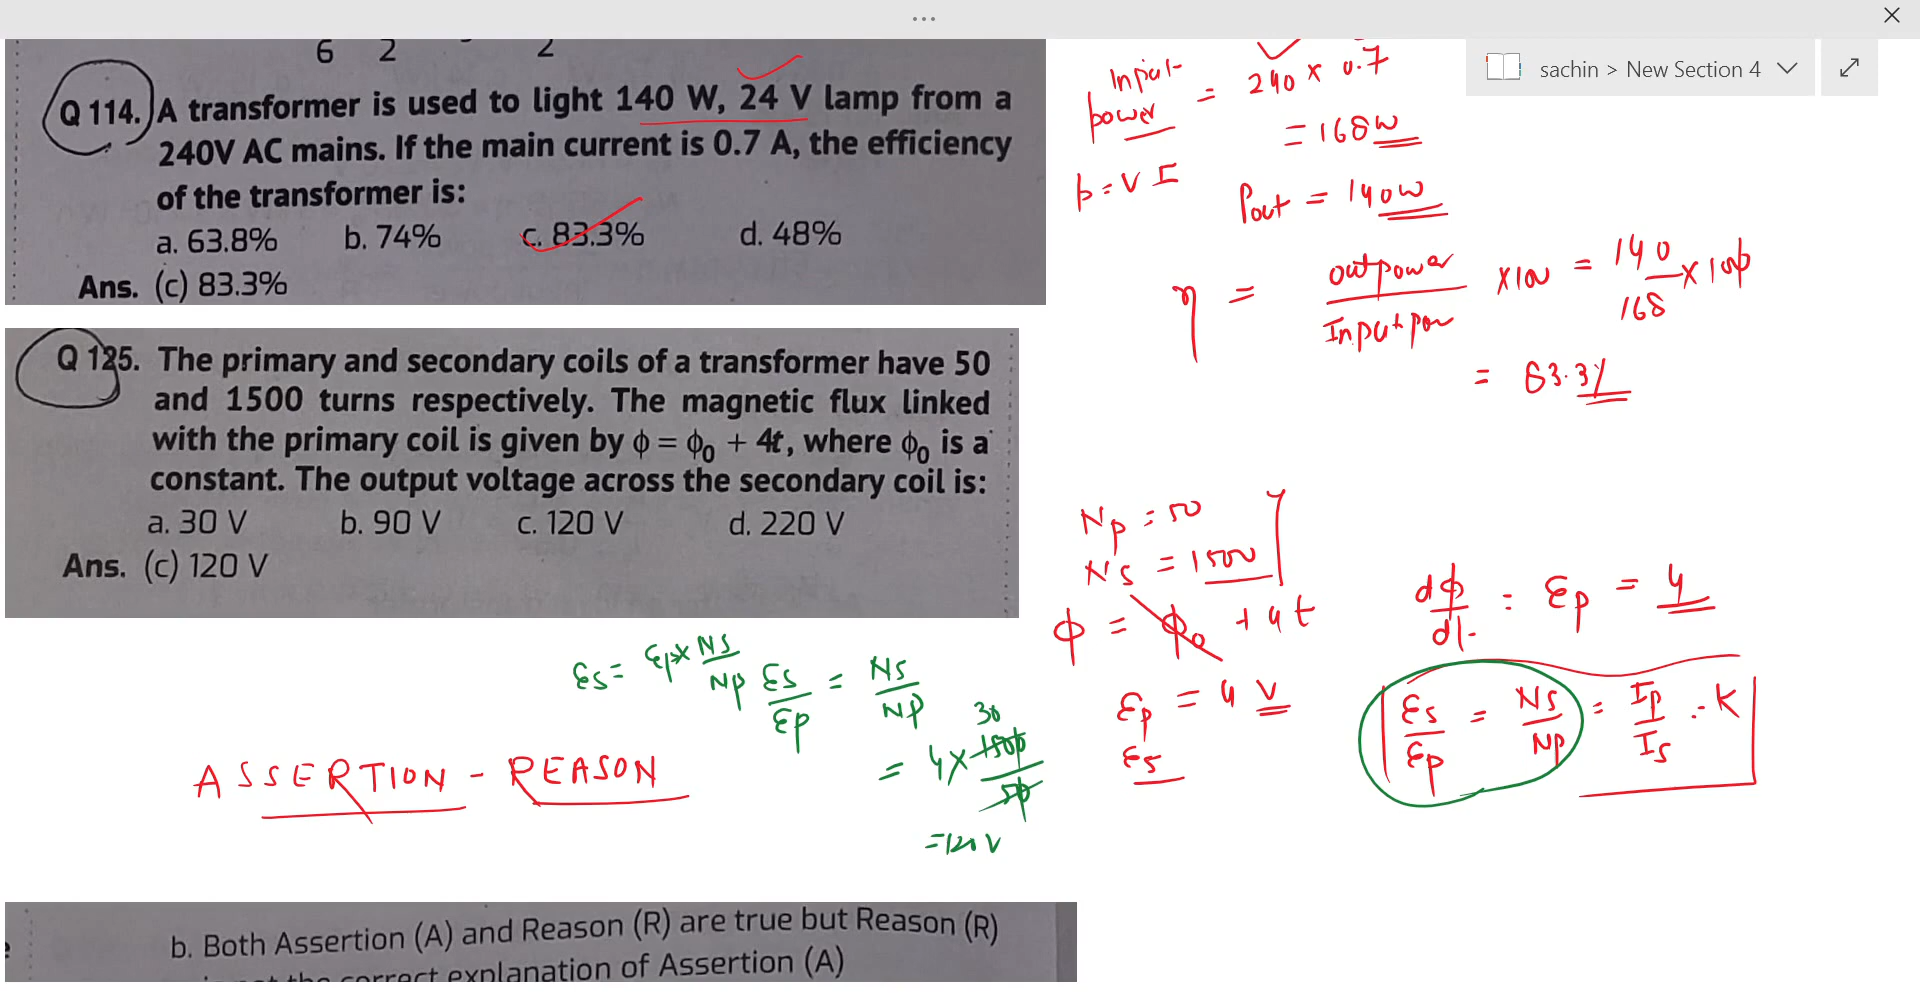 sachin > New Section 4
6 2 2
Q 114. A transformer is used to light 140 W, 24 V lamp from a
240V AC mains. If the main current is 0.7 A, the efficiency
of the transformer is:
a. 63.8% b. 74% c. 83.3% d. 48%
Ans. (c) 83.3%
Input
power = 240 x 0.7
= 168w
p = V I
Pout = 140w
η = outpower / Input pow x100 = 140 / 168 x 100
= 83.3%
Q 125. The primary and secondary coils of a transformer have 50
and 1500 turns respectively. The magnetic flux linked
with the primary coil is given by ϕ = ϕ₀ + 4t, where ϕ₀ is a
constant. The output voltage across the secondary coil is:
a. 30 V b. 90 V c. 120 V d. 220 V
Ans. (c) 120 V
Np = 50
Ns = 1500
ϕ = ϕ₀ + 4t
dϕ/dt = Ep = 4
Ep = 4 V
Es
Es/Ep = Ns/Np = Ip/Is = K
Es = Ep x Ns/Np
Es/Ep = Ns/Np
= 4 x 1500/50 30
= 120 V
ASSERTION - REASON
b. Both Assertion (A) and Reason (R) are true but Reason (R)
correct explanation of Assertion (A)